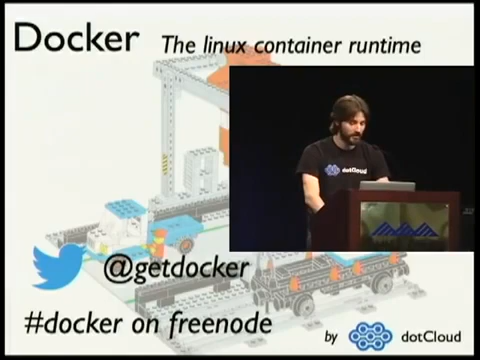 Docker The linux container runtime
dotCloud
@getdocker
#docker on freenode
by dotCloud